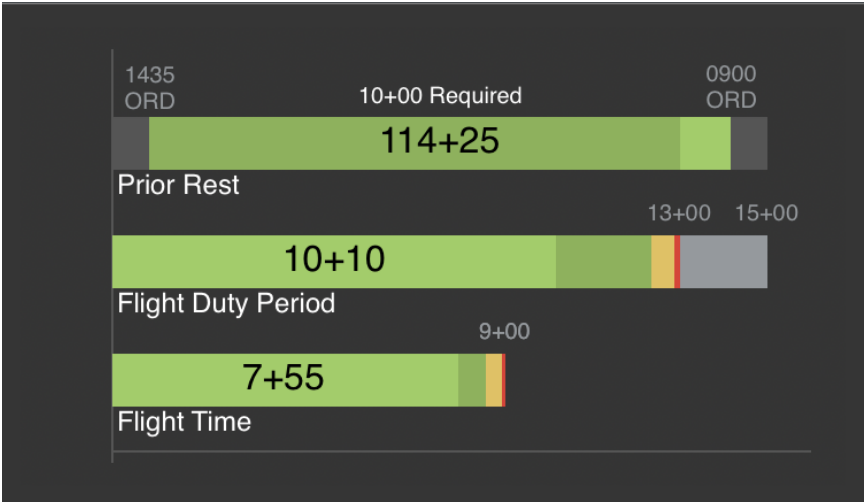 1435
ORD
10+00 Required
0900
ORD
114+25
Prior Rest
13+00
15+00
10+10
Flight Duty Period
9+00
7+55
Flight Time